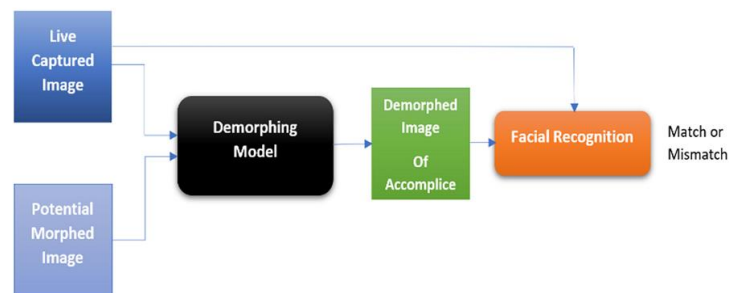 Live
Captured
Image
Demorphing
Model
Demorphed
Image
Of
Accomplice
Facial Recognition
Match or
Mismatch
Potential
Morphed
Image